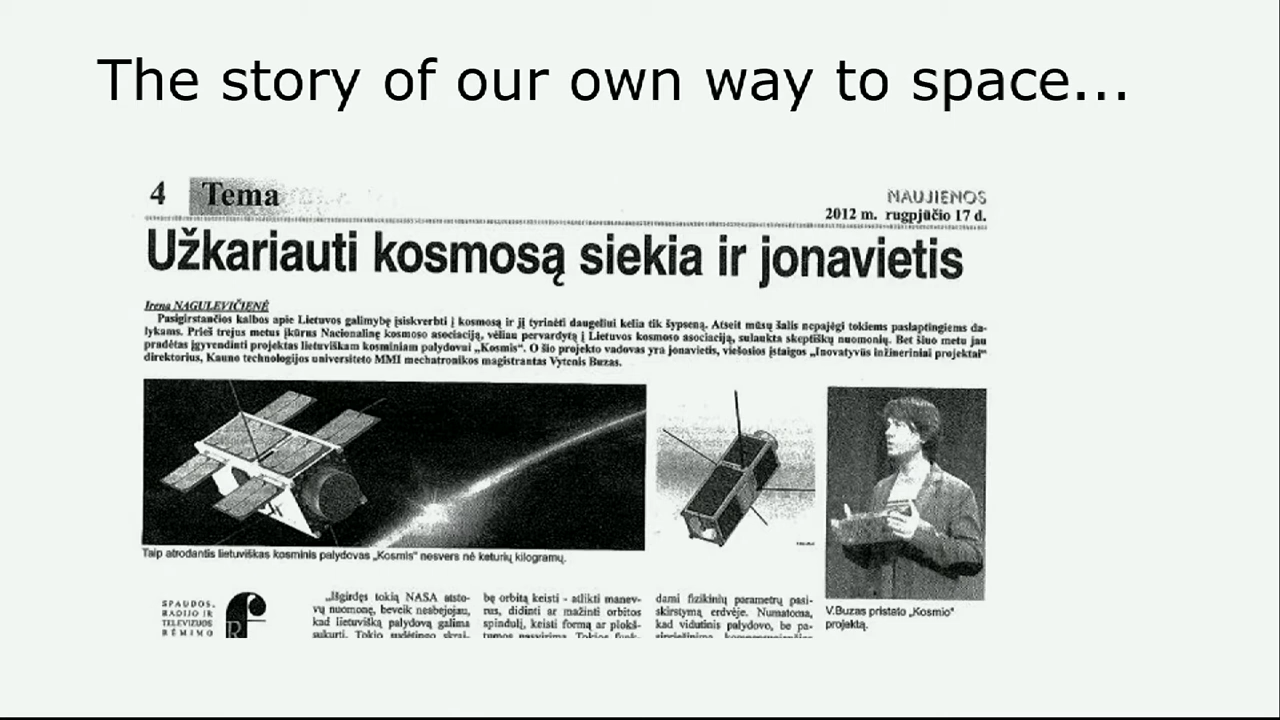 The story of our own way to space...
4 Tema
NAUJIENOS
2012 m. rugpjūčio 17 d.
Užkariauti kosmosą siekia ir jonavietis
Irena NAGULEVIČIENĖ
Pasigirstančios kalbos apie Lietuvos galimybę įsiskverbti į kosmosą ir jį tyrinėti daugeliui kelia tik šypseną. Atseit mūsų šalis nepajėgi tokiems paslaptingiems da-
lykams. Prieš trejus metus įkūrus Nacionalinę kosmoso asociaciją, vėliau pervardytą į Lietuvos kosmoso asociaciją, sulaukta skeptiškų nuomonių. Bet šiuo metu jau
pradėtas įgyvendinti projektas lietuviškam kosminiam palydovui „Kosmis“. O šio projekto vadovas yra jonavietis, viešosios įstaigos „Inovatyvūs inžineriniai projektai“
direktorius, Kauno technologijos universiteto MMI mechatronikos magistrantas Vytenis Buzas.
Taip atrodantis lietuviškas kosminis palydovas „Kosmis“ nesvers nė keturių kilogramų.
V.Buzas pristato „Kosmio“
projektą.
SPAUDOS,
RADIJO IR
TELEVIZIJOS
RĖMIMO
„Išgirdęs tokią NASA atsto-
vų nuomonę, beveik neabejojau,
kad lietuvišką palydovą galima
sukurti. Tokio
bę orbitą keisti - atlikti manev-
rus, didinti ar mažinti orbitos
spindulį, keisti formą ar plokš-
tumos pasvirimą. Tokios
dami fizikinių parametrų pasi-
skirstymą erdvėje. Numatoma,
kad vidutinis palydovo, be pa-